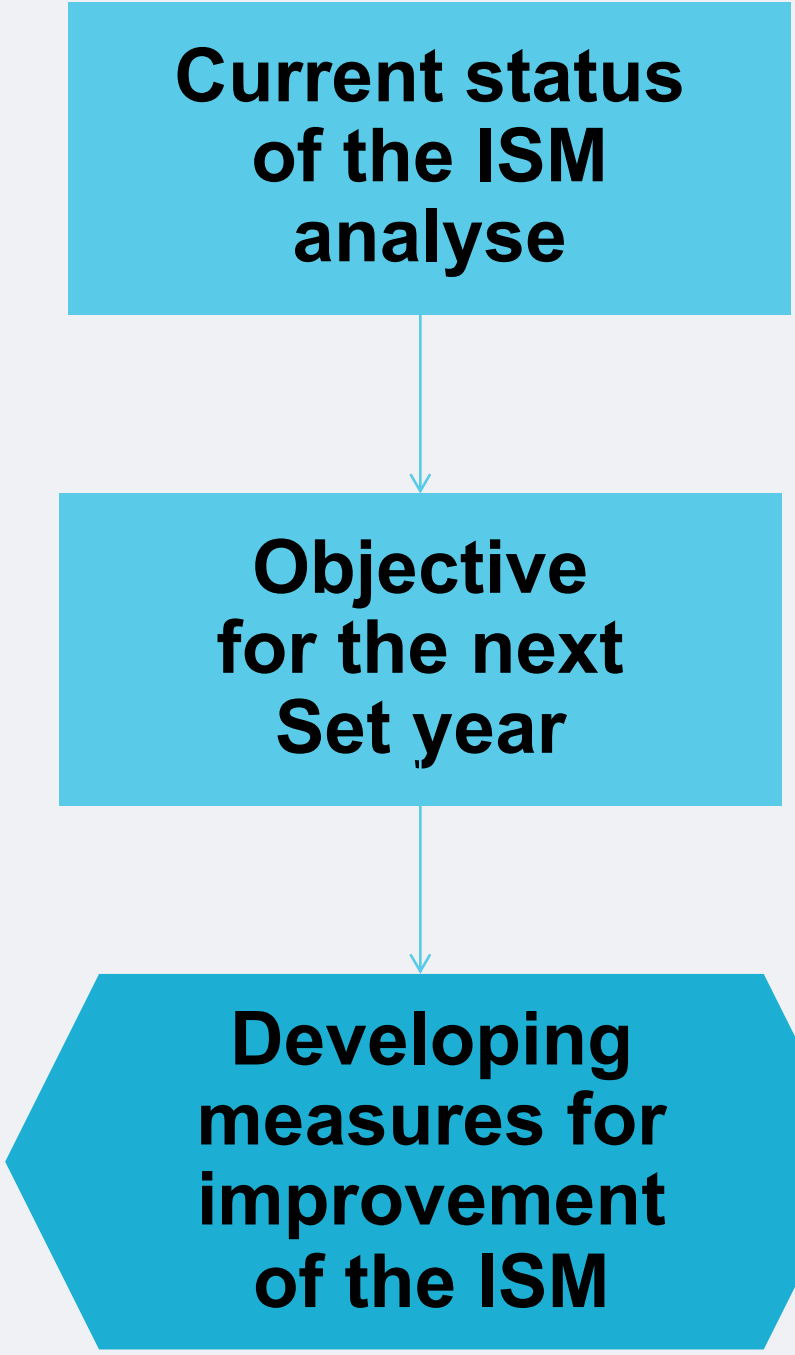 Current status
of the ISM
analyse
Objective
for the next
Set year
Developing
measures for
improvement
of the ISM